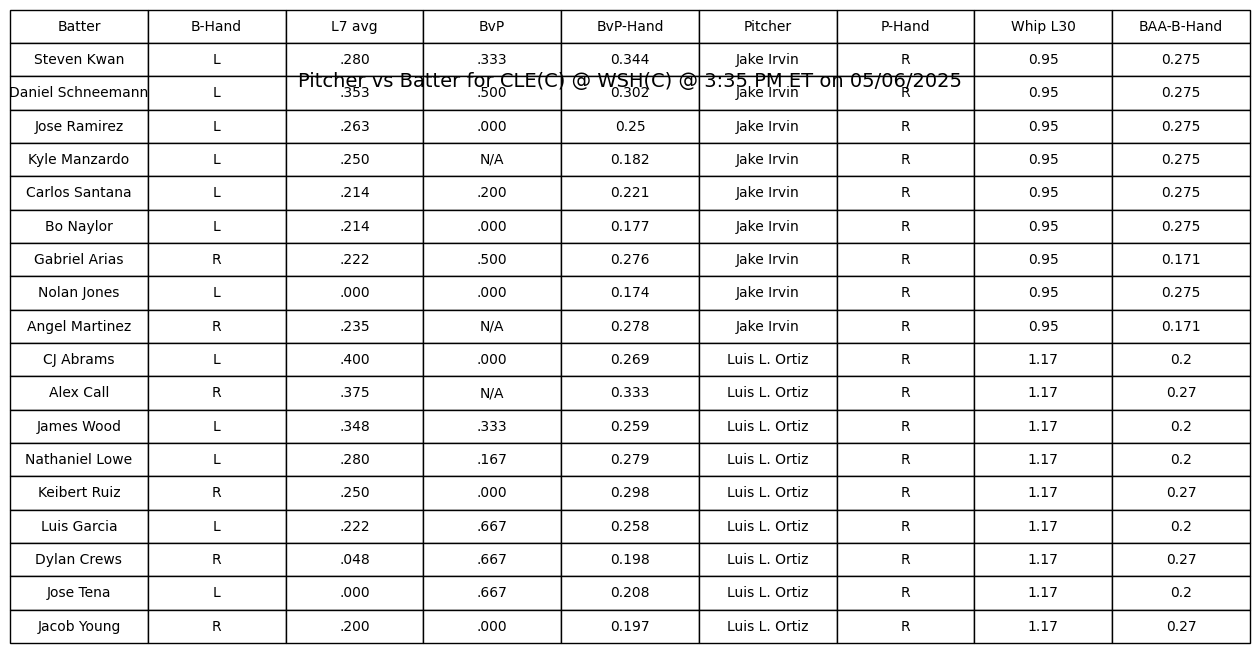 Batter B-Hand L7 avg BvP BvP-Hand Pitcher P-Hand Whip L30 BAA-B-Hand
Steven Kwan L .280 .333 0.344 Jake Irvin R 0.95 0.275
Pitcher vs Batter for CLE(C) @ WSH(C) @ 3:35 PM ET on 05/06/2025
Daniel Schneemann L .353 .500 0.302 Jake Irvin R 0.95 0.275
Jose Ramirez L .263 .000 0.25 Jake Irvin R 0.95 0.275
Kyle Manzardo L .250 N/A 0.182 Jake Irvin R 0.95 0.275
Carlos Santana L .214 .200 0.221 Jake Irvin R 0.95 0.275
Bo Naylor L .214 .000 0.177 Jake Irvin R 0.95 0.275
Gabriel Arias R .222 .500 0.276 Jake Irvin R 0.95 0.171
Nolan Jones L .000 .000 0.174 Jake Irvin R 0.95 0.275
Angel Martinez R .235 N/A 0.278 Jake Irvin R 0.95 0.171
CJ Abrams L .400 .000 0.269 Luis L. Ortiz R 1.17 0.2
Alex Call R .375 N/A 0.333 Luis L. Ortiz R 1.17 0.27
James Wood L .348 .333 0.259 Luis L. Ortiz R 1.17 0.2
Nathaniel Lowe L .280 .167 0.279 Luis L. Ortiz R 1.17 0.2
Keibert Ruiz R .250 .000 0.298 Luis L. Ortiz R 1.17 0.27
Luis Garcia L .222 .667 0.258 Luis L. Ortiz R 1.17 0.2
Dylan Crews R .048 .667 0.198 Luis L. Ortiz R 1.17 0.27
Jose Tena L .000 .667 0.208 Luis L. Ortiz R 1.17 0.2
Jacob Young R .200 .000 0.197 Luis L. Ortiz R 1.17 0.27